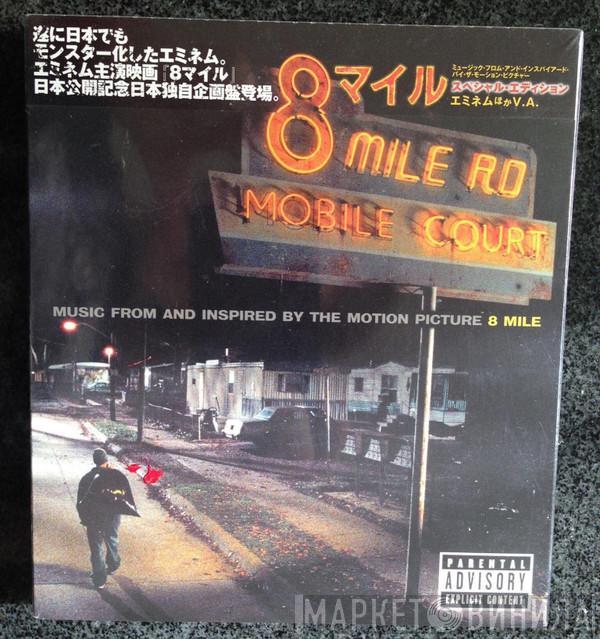 遂に日本でも
モンスター化したエミネム。
エミネム主演映画『8マイル』
日本公開記念日本独自企画盤登場。
マイル
ミュージック・フロム・アンド・インスパイアード・
バイ・ザ・モーション・ピクチャー
スペシャル・エディション
エミネムほかV.A.
8 MILE RD
MOBILE COURT
MUSIC FROM AND INSPIRED BY THE MOTION PICTURE 8 MILE
PARENTAL
ADVISORY
EXPLICIT CONTENT
МАРКЕТ ВИНИЛА